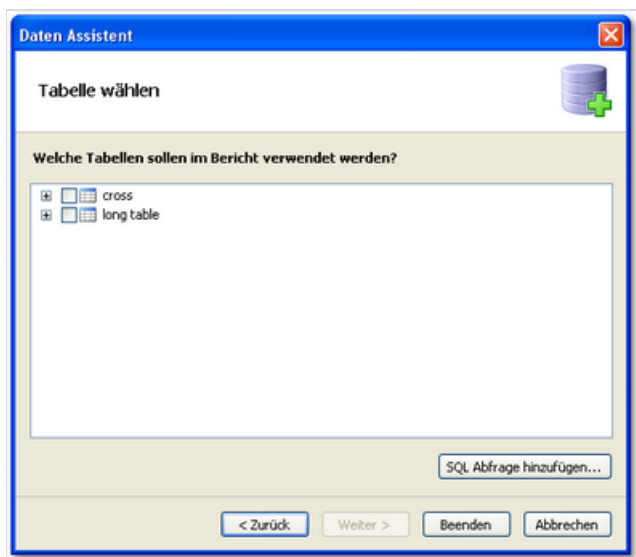 Daten Assistent
Tabelle wählen
Welche Tabellen sollen im Bericht verwendet werden?
cross
long table
SQL Abfrage hinzufügen...
< Zurück Weiter > Beenden Abbrechen